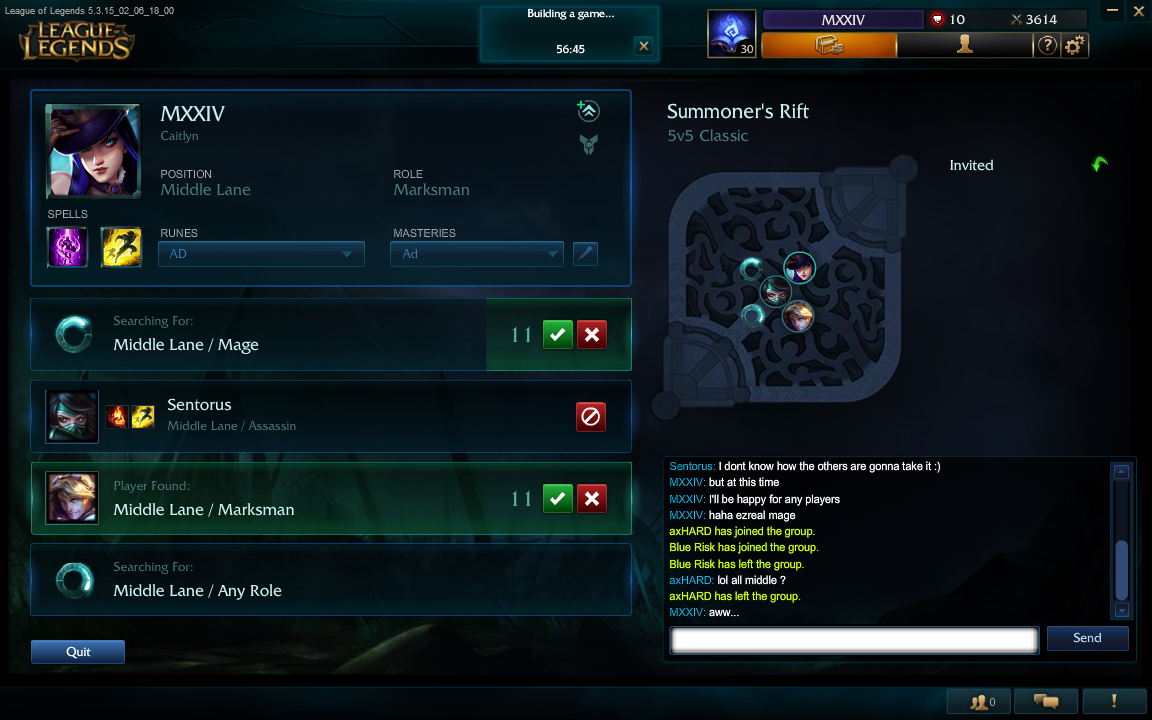 League of Legends 5.3.15_02_06_18_00
LEAGUE OF LEGENDS
Building a game...
56:45
30
MXXIV
10
3614
?
MXXIV
Caitlyn
POSITION
Middle Lane
ROLE
Marksman
SPELLS
RUNES
AD
MASTERIES
Ad
Searching For:
Middle Lane / Mage
11
Sentorus
Middle Lane / Assassin
Player Found:
Middle Lane / Marksman
11
Searching For:
Middle Lane / Any Role
Quit
Summoner's Rift
5v5 Classic
Invited
Sentorus: I dont know how the others are gonna take it :)
MXXIV: but at this time
MXXIV: I'll be happy for any players
MXXIV: haha ezreal mage
axHARD has joined the group.
Blue Risk has joined the group.
Blue Risk has left the group.
axHARD: lol all middle ?
axHARD has left the group.
MXXIV: aww...
Send
0
!